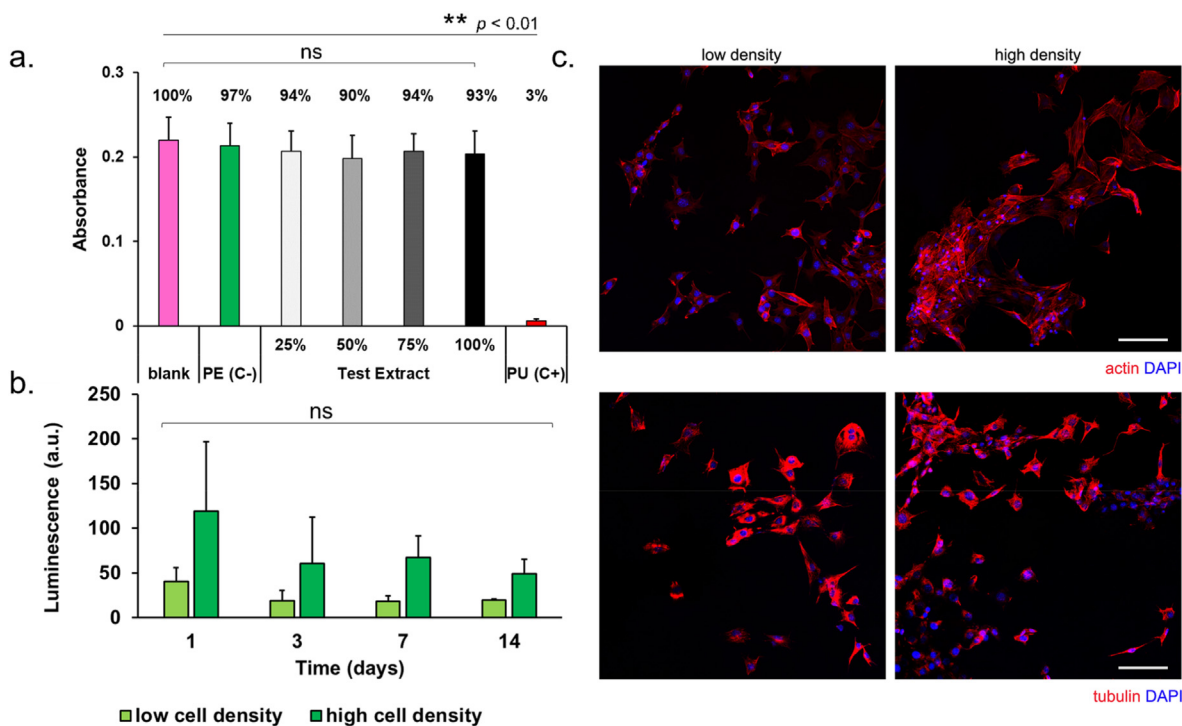 ** p < 0.01
a.
ns
0.3
100% 97% 94% 90% 94% 93% 3%
0.2
0.1
0
Absorbance
25% 50% 75% 100%
blank PE (C-) Test Extract PU (C+)
b.
ns
250
200
150
100
50
0
Luminescence (a.u.)
1 3 7 14
Time (days)
low cell density high cell density
c.
low density high density
actin DAPI
tubulin DAPI